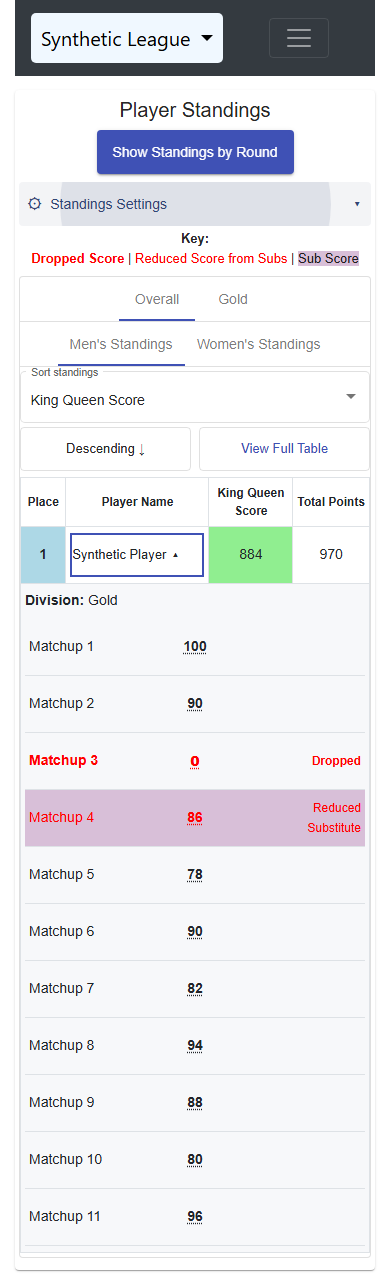 Synthetic League
Player Standings
Show Standings by Round
Standings Settings
Key:
Dropped Score | Reduced Score from Subs | Sub Score
Overall Gold
Men's Standings Women's Standings
Sort standings
King Queen Score
Descending ↓ View Full Table
Place Player Name King Queen Score Total Points
1 Synthetic Player 884 970
Division: Gold
Matchup 1 100
Matchup 2 90
Matchup 3 0 Dropped
Matchup 4 86 Reduced Substitute
Matchup 5 78
Matchup 6 90
Matchup 7 82
Matchup 8 94
Matchup 9 88
Matchup 10 80
Matchup 11 96